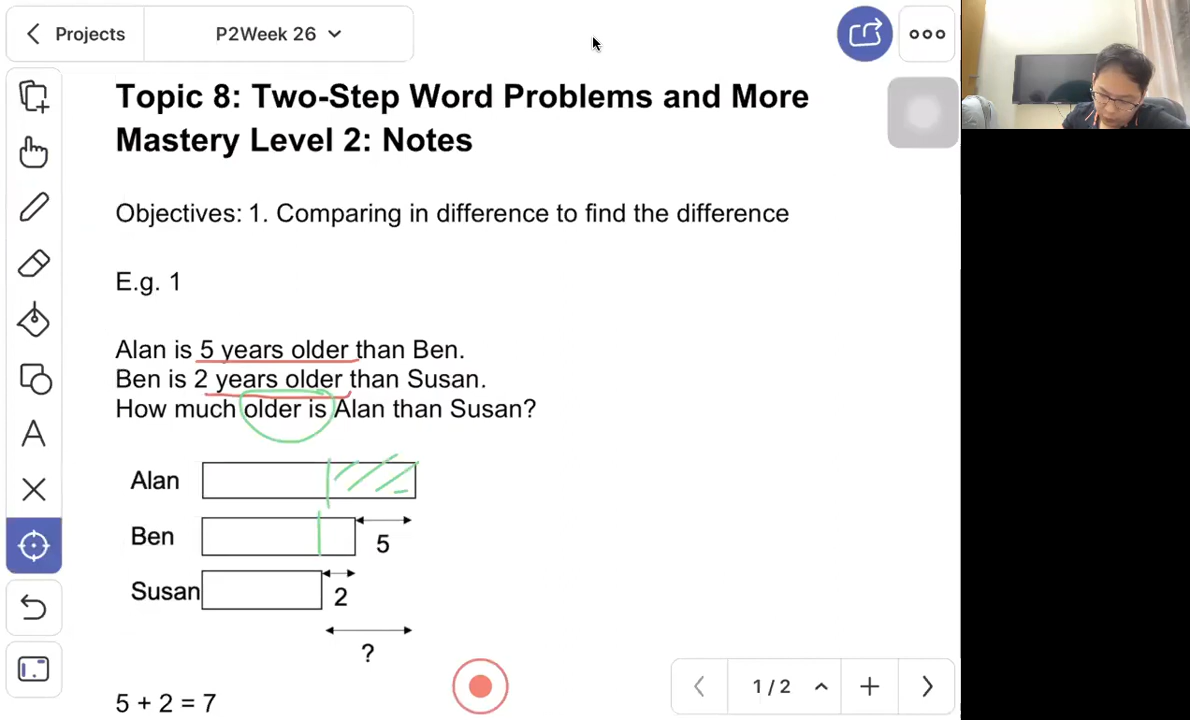 Projects
P2Week 26
Topic 8: Two-Step Word Problems and More
Mastery Level 2: Notes
Objectives: 1. Comparing in difference to find the difference
E.g. 1
Alan is 5 years older than Ben.
Ben is 2 years older than Susan.
How much older is Alan than Susan?
Alan
Ben
5
Susan
2
?
5 + 2 = 7
1 / 2